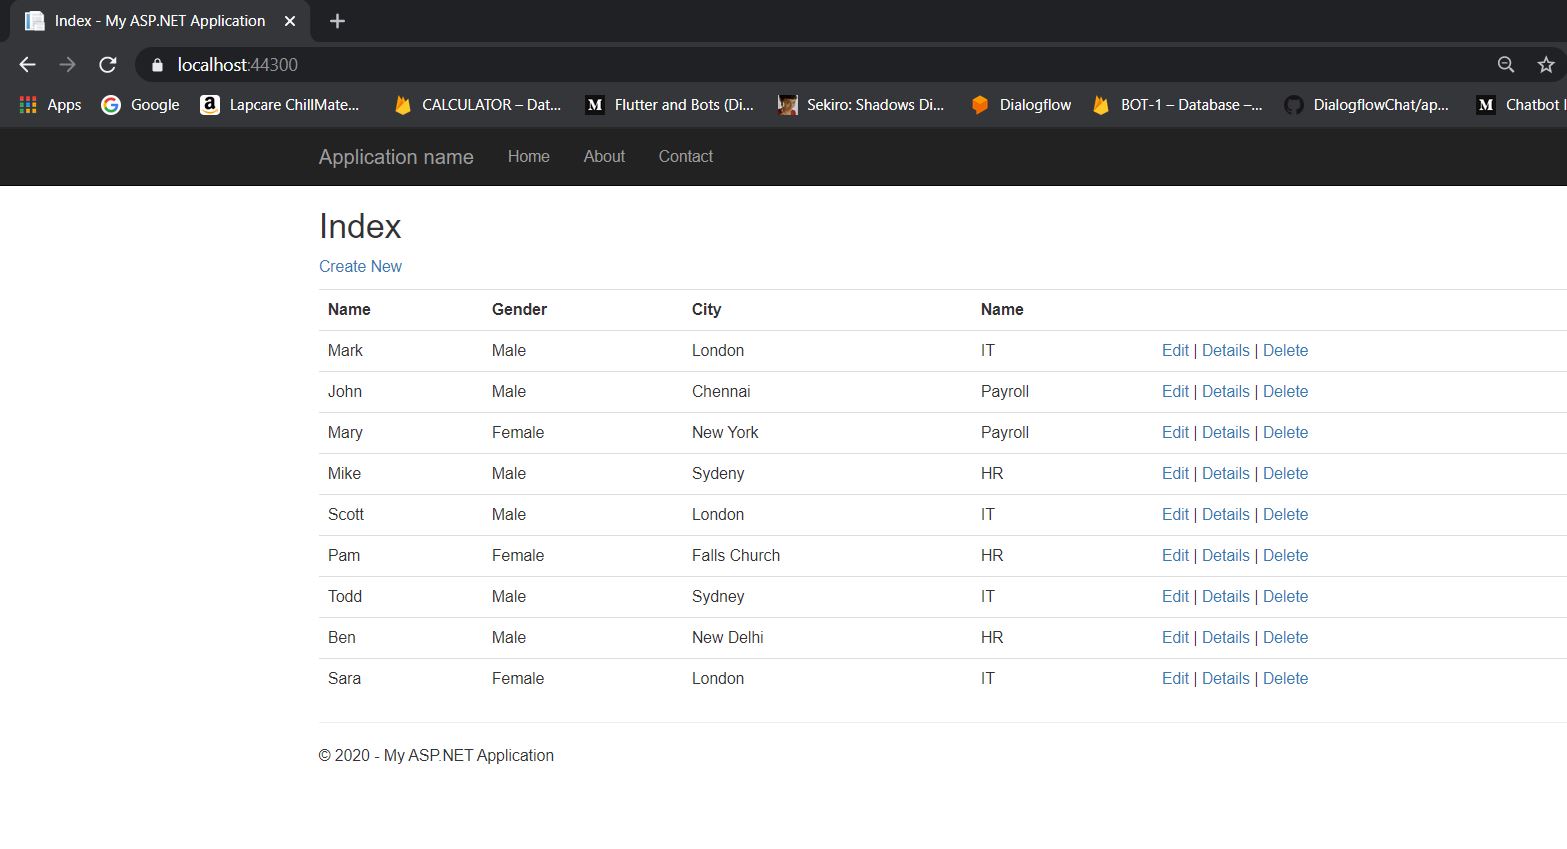 Index - My ASP.NET Application
localhost:44300
Apps Google Lapcare ChillMate... CALCULATOR – Dat... Flutter and Bots (Di... Sekiro: Shadows Di... Dialogflow BOT-1 – Database –... DialogflowChat/ap... Chatbot
Application name Home About Contact
Index
Create New
Name Gender City Name
Mark Male London IT Edit | Details | Delete
John Male Chennai Payroll Edit | Details | Delete
Mary Female New York Payroll Edit | Details | Delete
Mike Male Sydeny HR Edit | Details | Delete
Scott Male London IT Edit | Details | Delete
Pam Female Falls Church HR Edit | Details | Delete
Todd Male Sydney IT Edit | Details | Delete
Ben Male New Delhi HR Edit | Details | Delete
Sara Female London IT Edit | Details | Delete
© 2020 - My ASP.NET Application